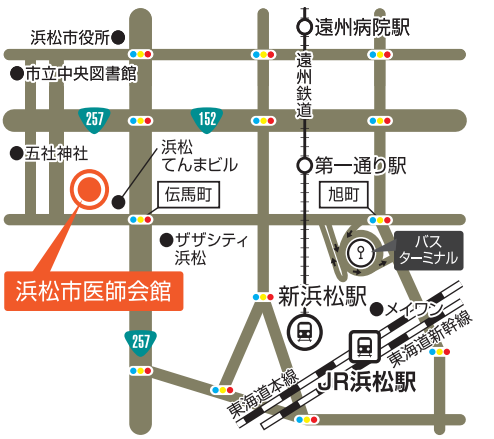 遠州病院駅
浜松市役所
遠州鉄道
市立中央図書館
257
152
五社神社
浜松
てんまビル
第一通り駅
伝馬町
旭町
ザザシティ
浜松
バス
ターミナル
浜松市医師会館
新浜松駅
メイワン
257
東海道新幹線
JR浜松駅
東海道本線